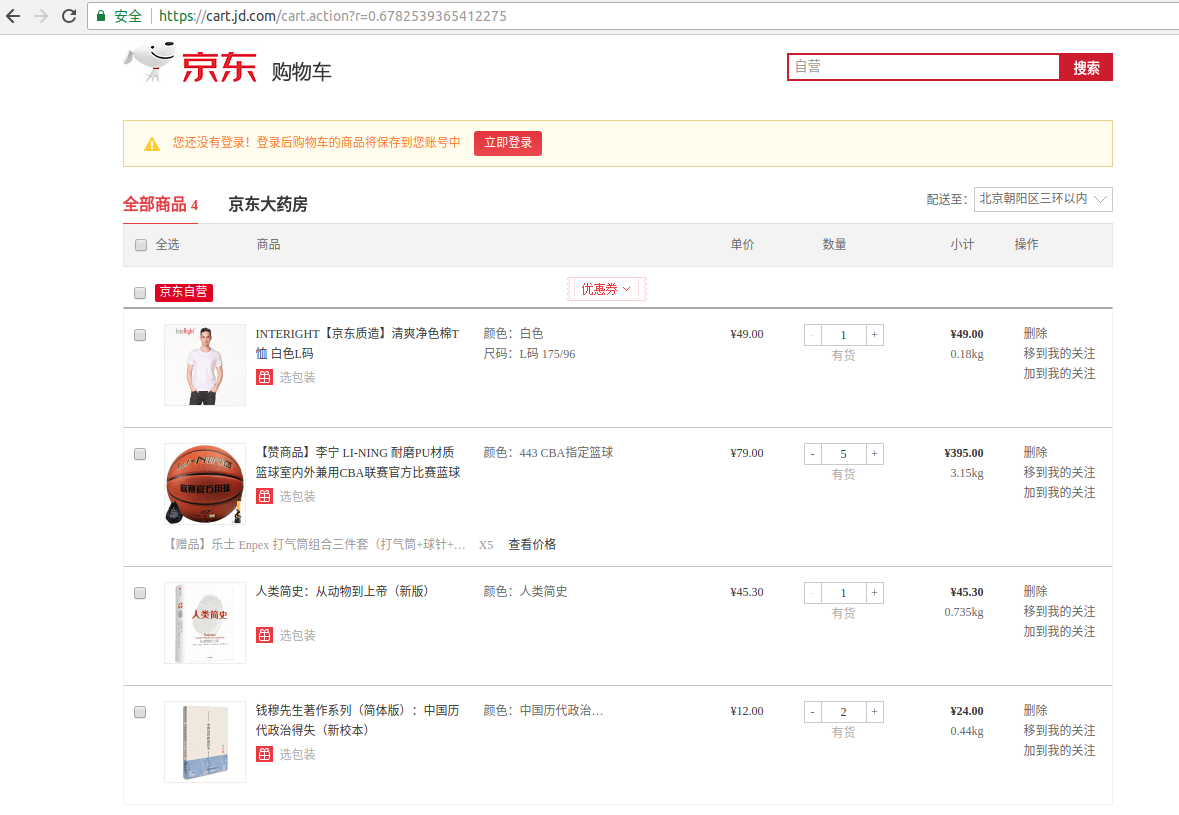 安全 https://cart.jd.com/cart.action?r=0.6782539365412275
京东 购物车
自营 搜索
您还没有登录！登录后购物车的商品将保存到您账号中 立即登录
全部商品 4 京东大药房 配送至： 北京朝阳区三环以内
全选 商品 单价 数量 小计 操作
京东自营 优惠券
INTERIGHT【京东质造】清爽净色棉T 颜色：白色 ¥49.00 - 1 + ¥49.00 删除
恤 白色L码 尺码：L码 175/96 有货 0.18kg 移到我的关注
选包装 加到我的关注
【赞商品】李宁 LI-NING 耐磨PU材质 颜色：443 CBA指定篮球 ¥79.00 - 5 + ¥395.00 删除
篮球室内外兼用CBA联赛官方比赛蓝球 有货 3.15kg 移到我的关注
选包装 加到我的关注
联赛官方用球
【赠品】乐士 Enpex 打气筒组合三件套（打气筒+球针+… X5 查看价格
人类简史：从动物到上帝（新版） 颜色：人类简史 ¥45.30 - 1 + ¥45.30 删除
有货 0.735kg 移到我的关注
人类简史
选包装 加到我的关注
钱穆先生著作系列（简体版）：中国历 颜色：中国历代政治… ¥12.00 - 2 + ¥24.00 删除
代政治得失（新校本） 有货 0.44kg 移到我的关注
选包装 加到我的关注